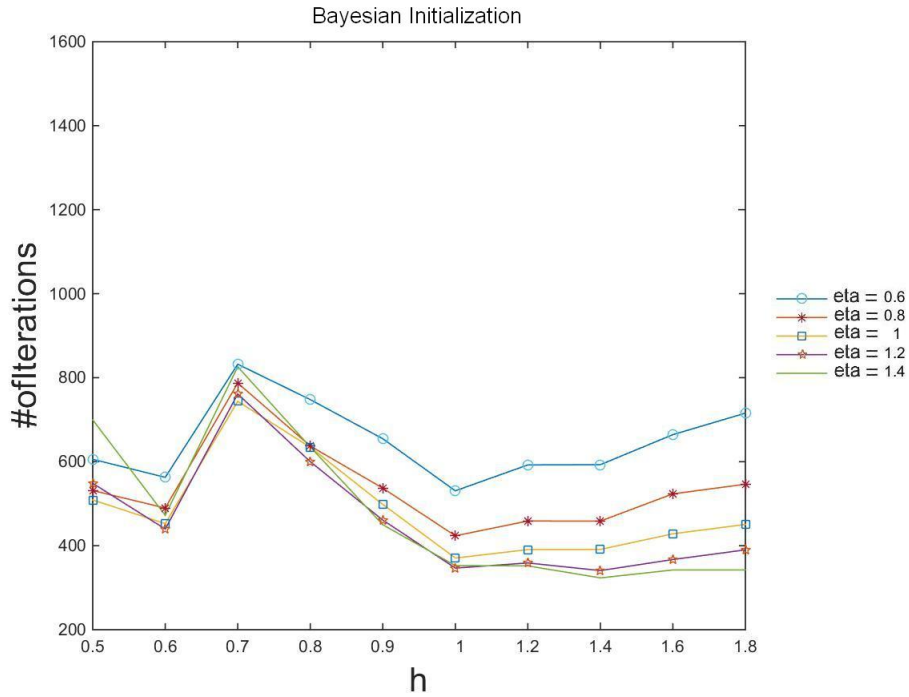 Bayesian Initialization
1600
1400
1200
1000
800
600
400
200
#ofIterations
0.5 0.6 0.7 0.8 0.9 1 1.2 1.4 1.6 1.8
h
eta = 0.6
eta = 0.8
eta = 1
eta = 1.2
eta = 1.4